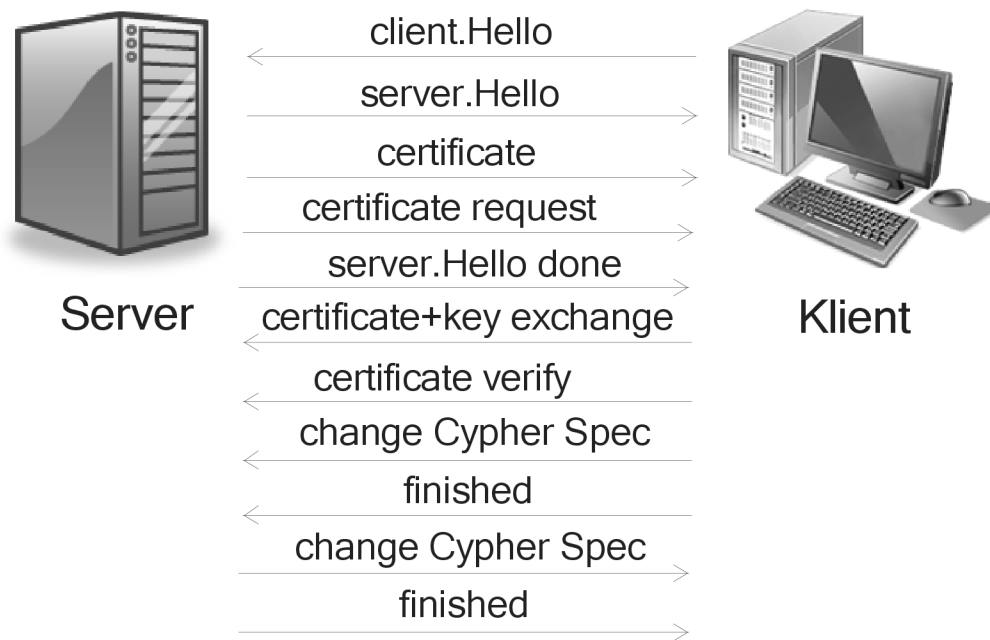 client.Hello
server.Hello
certificate
certificate request
server.Hello done
Server
certificate+key exchange
Klient
certificate verify
change Cypher Spec
finished
change Cypher Spec
finished